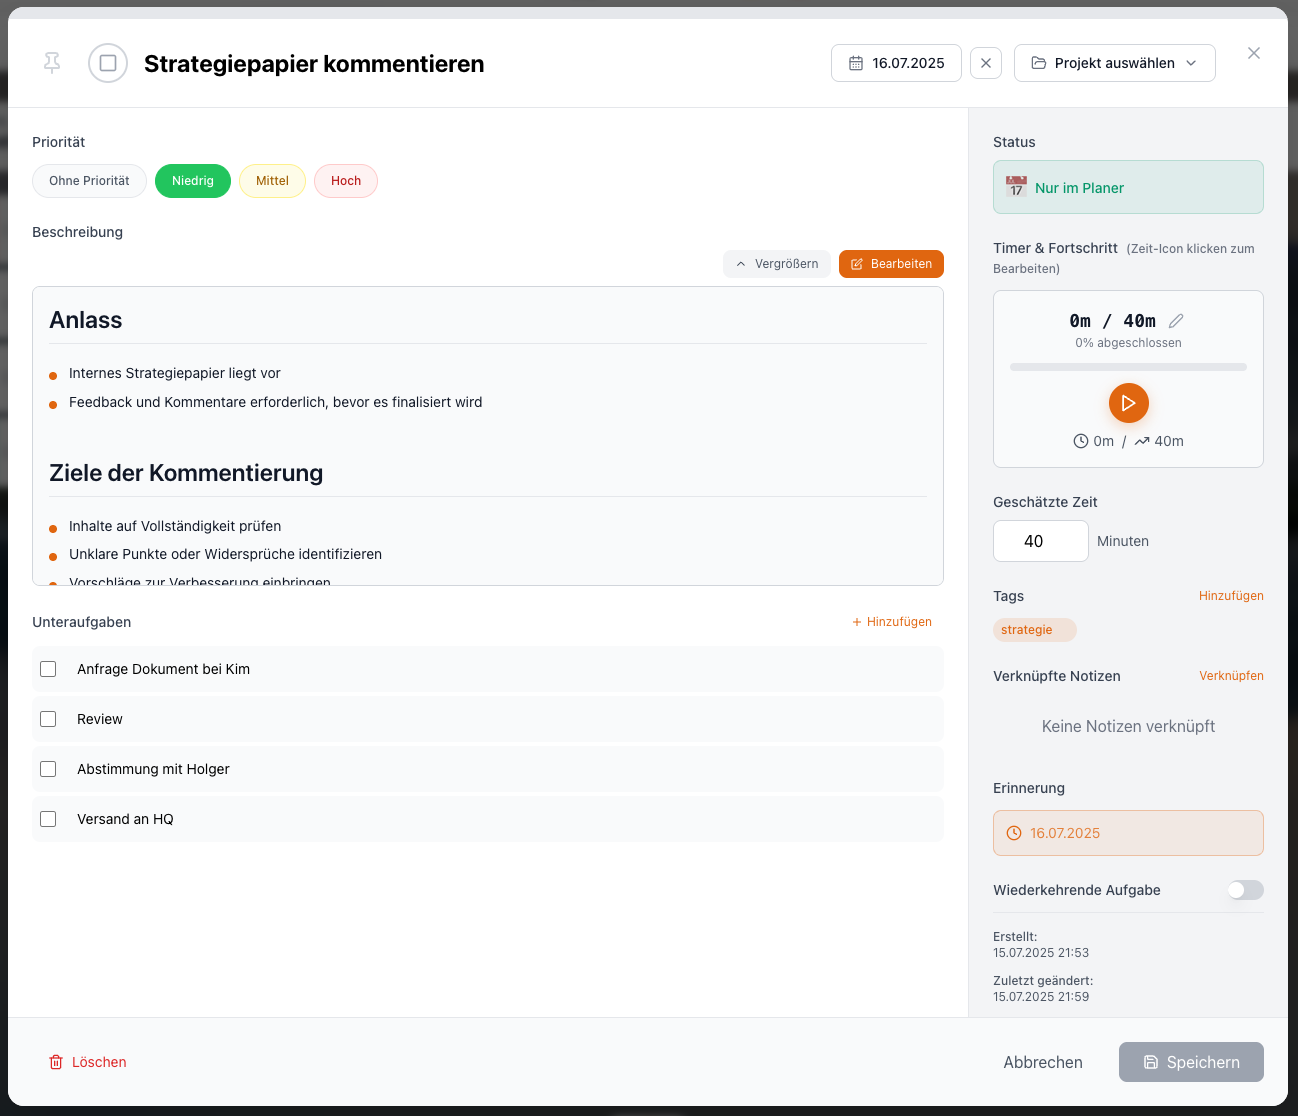 Strategiepapier kommentieren
16.07.2025
Projekt auswählen
Priorität
Ohne Priorität
Niedrig
Mittel
Hoch
Beschreibung
Vergrößern
Bearbeiten
Anlass
Internes Strategiepapier liegt vor
Feedback und Kommentare erforderlich, bevor es finalisiert wird
Ziele der Kommentierung
Inhalte auf Vollständigkeit prüfen
Unklare Punkte oder Widersprüche identifizieren
Vorschläge zur Verbesserung einbringen
Unteraufgaben
+ Hinzufügen
Anfrage Dokument bei Kim
Review
Abstimmung mit Holger
Versand an HQ
Status
17 Nur im Planer
Timer & Fortschritt (Zeit-Icon klicken zum
Bearbeiten)
0m / 40m
0% abgeschlossen
0m / 40m
Geschätzte Zeit
40 Minuten
Tags
Hinzufügen
strategie
Verknüpfte Notizen
Verknüpfen
Keine Notizen verknüpft
Erinnerung
16.07.2025
Wiederkehrende Aufgabe
Erstellt:
15.07.2025 21:53
Zuletzt geändert:
15.07.2025 21:59
Löschen
Abbrechen
Speichern